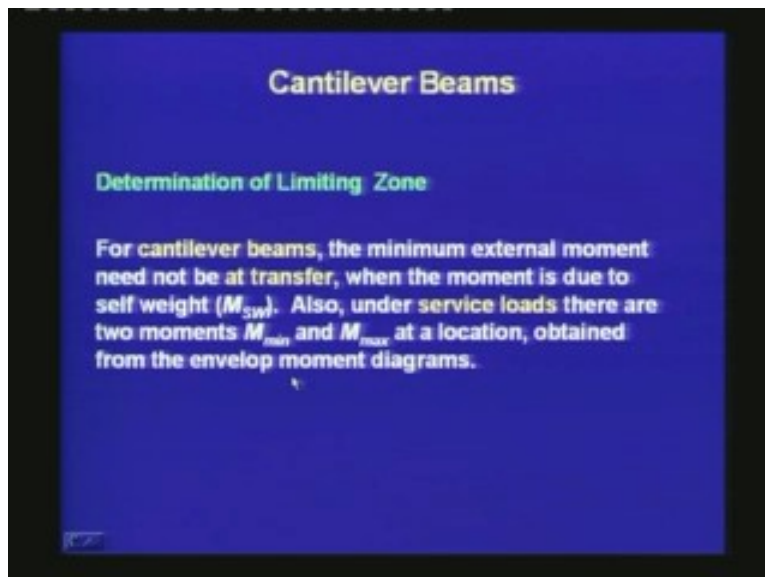 Cantilever Beams
Determination of Limiting Zone
For cantilever beams, the minimum external moment
need not be at transfer, when the moment is due to
self weight (MSW). Also, under service loads there are
two moments Mmin and Mmax at a location, obtained
from the envelop moment diagrams.